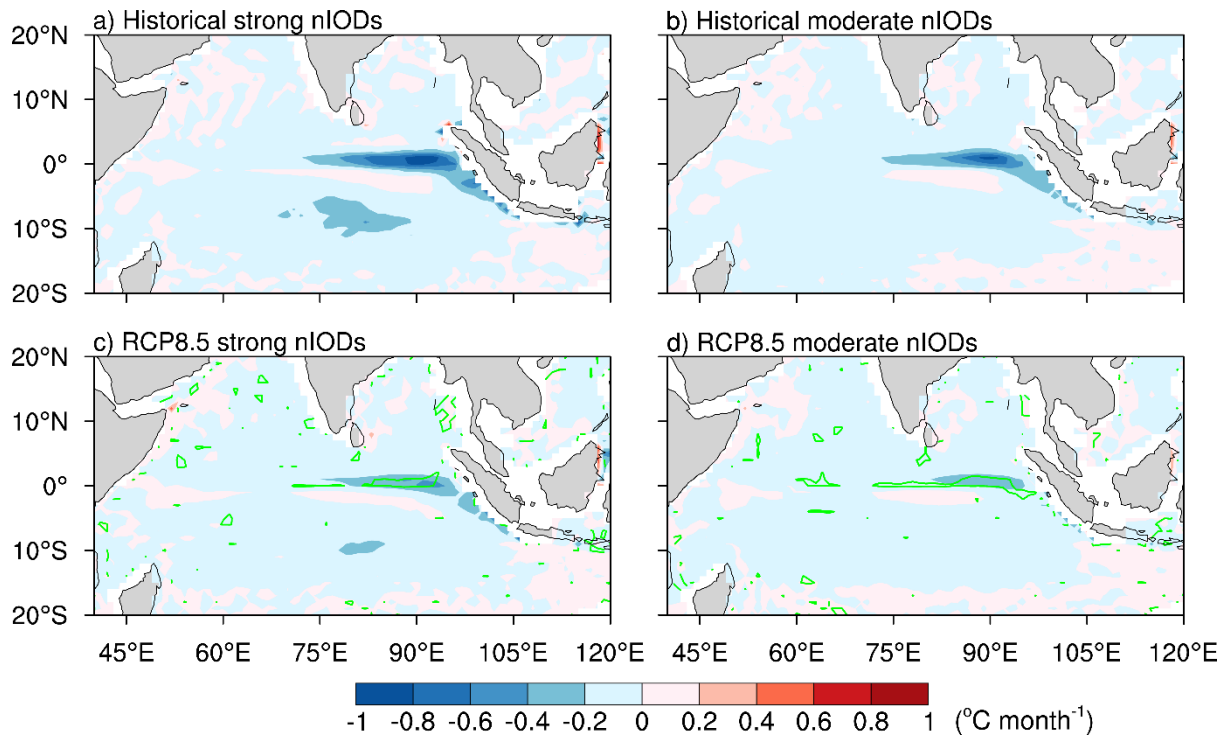 a) Historical strong nIODs
b) Historical moderate nIODs
20°N
20°N
10°N
10°N
0°
0°
10°S
10°S
20°S
20°S
c) RCP8.5 strong nIODs
d) RCP8.5 moderate nIODs
20°N
20°N
10°N
10°N
0°
0°
10°S
10°S
20°S
20°S
45°E 60°E 75°E 90°E 105°E 120°E
45°E 60°E 75°E 90°E 105°E 120°E
-1 -0.8 -0.6 -0.4 -0.2 0 0.2 0.4 0.6 0.8 1 (°C month⁻¹)